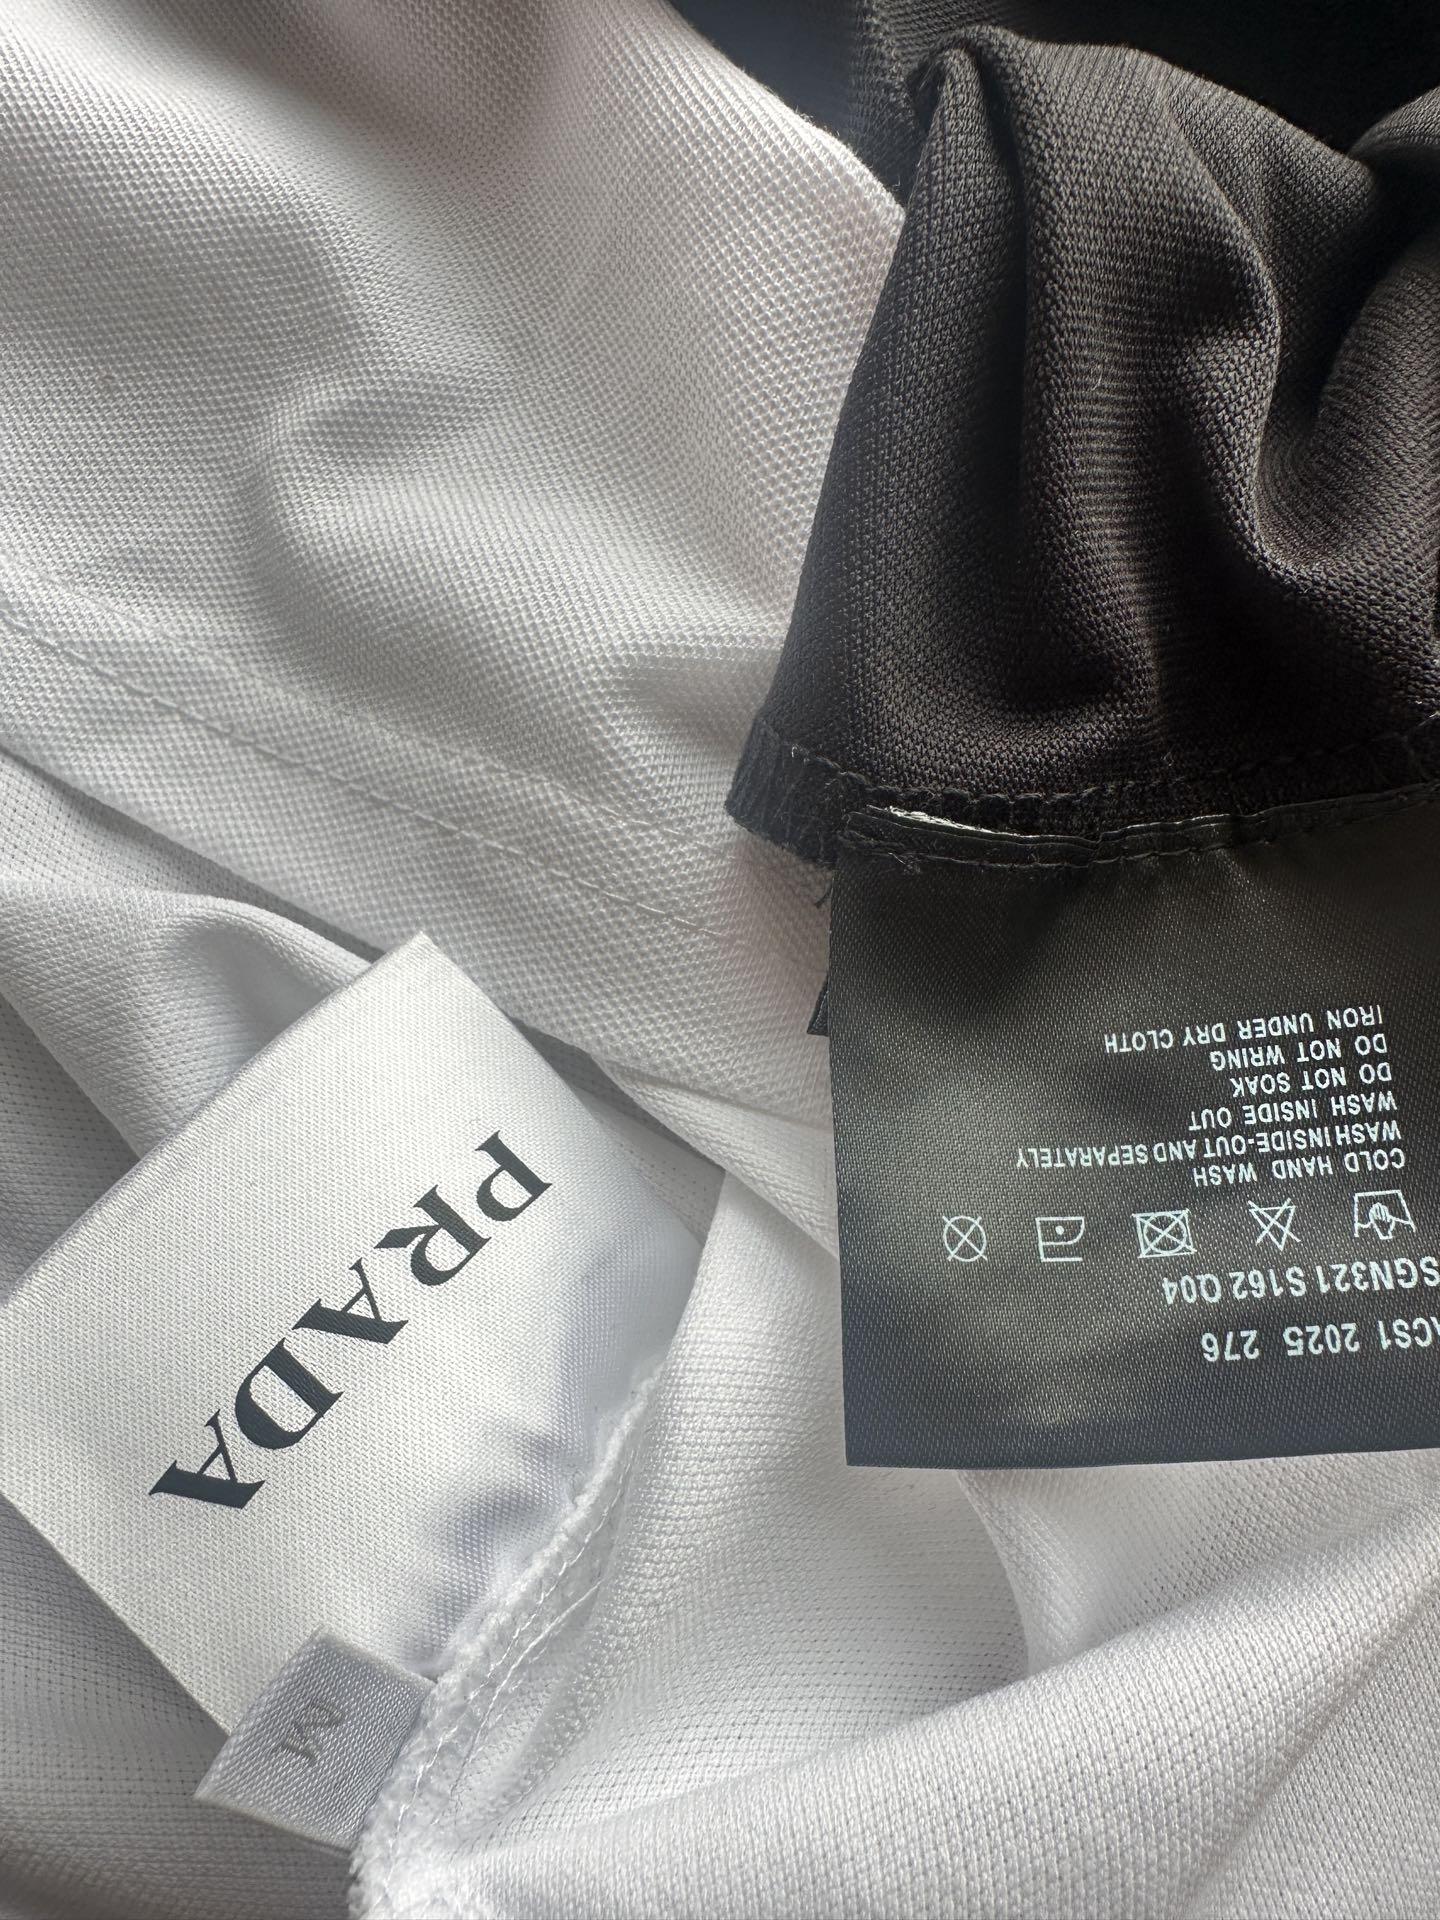 PRADA
M
ACS1 2025 276
SGN321 S162 Q04
COLD HAND WASH
WASH INSIDE-OUT AND SEPARATELY
WASH INSIDE OUT
DO NOT SOAK
DO NOT WRING
IRON UNDER DRY CLOTH